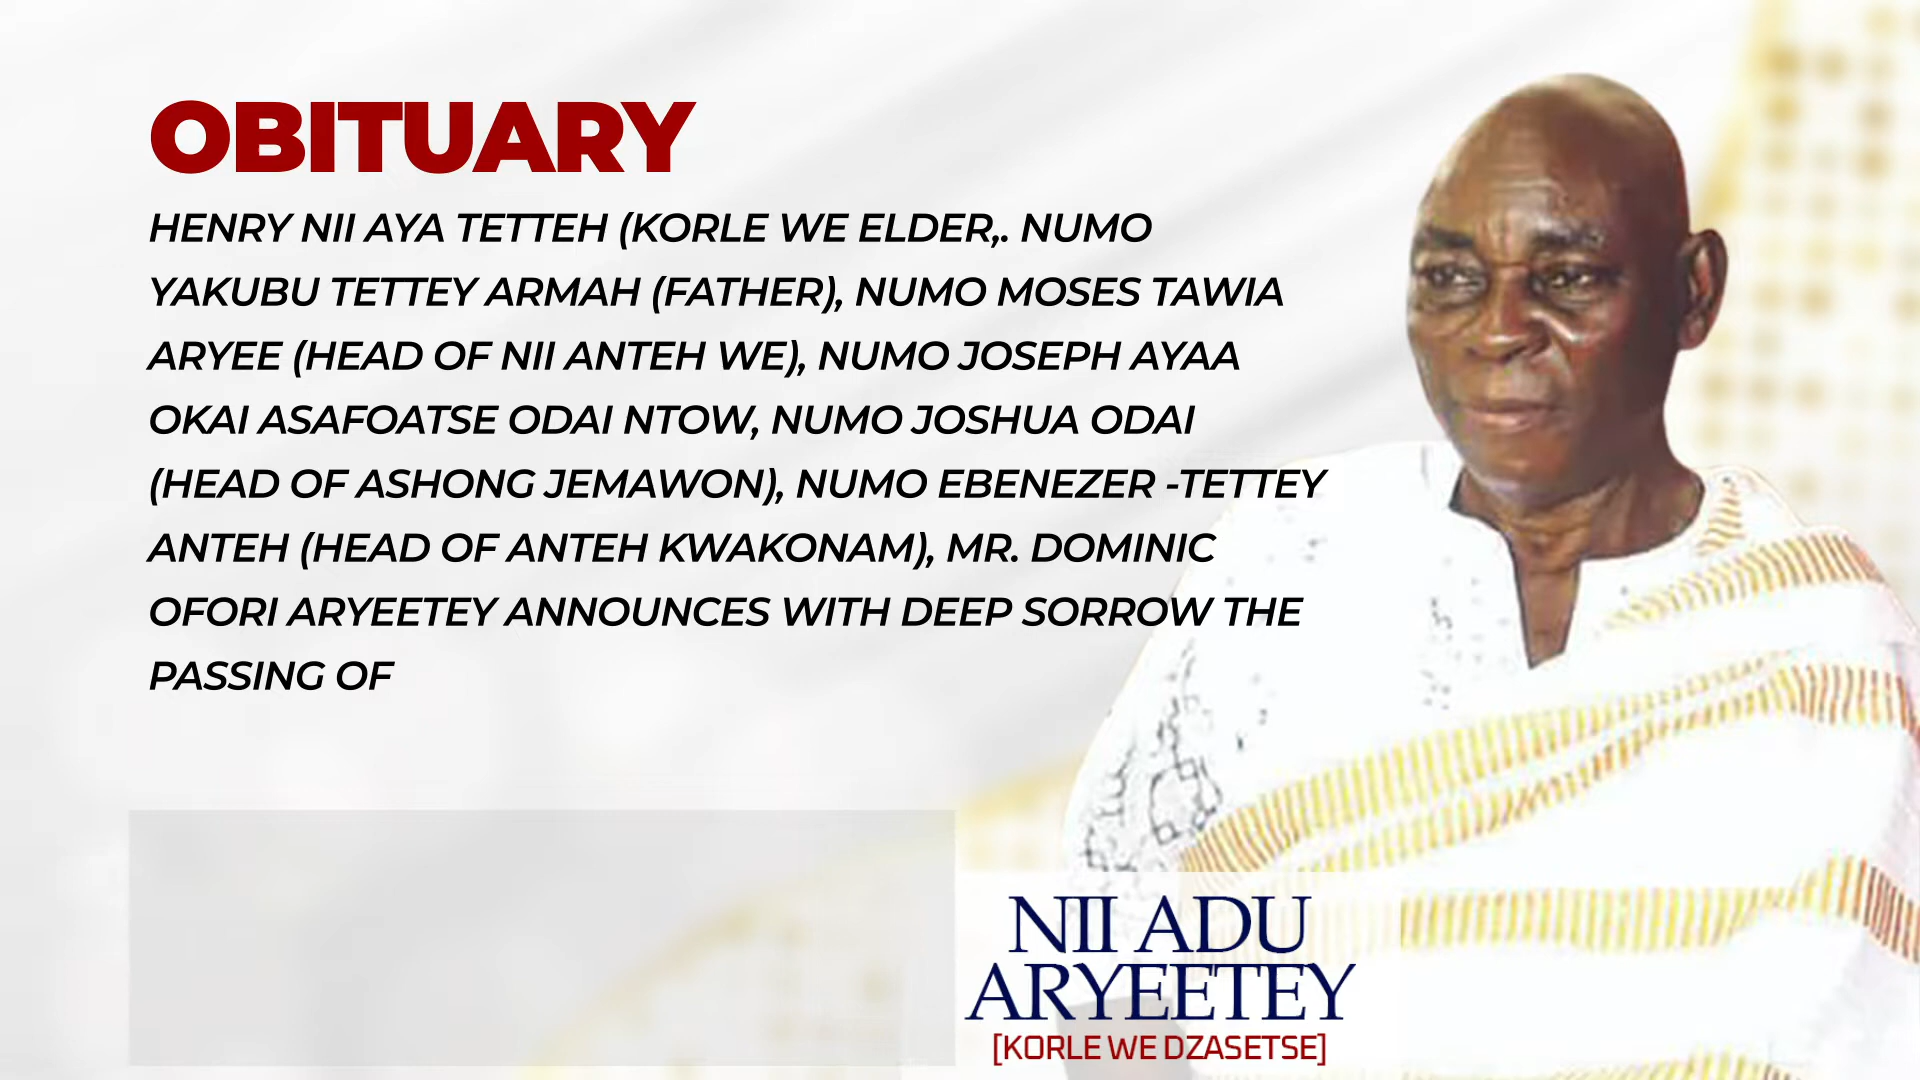 OBITUARY
HENRY NII AYA TETTEH (KORLE WE ELDER,. NUMO
YAKUBU TETTEY ARMAH (FATHER), NUMO MOSES TAWIA
ARYEE (HEAD OF NII ANTEH WE), NUMO JOSEPH AYAA
OKAI ASAFOATSE ODAI NTOW, NUMO JOSHUA ODAI
(HEAD OF ASHONG JEMAWON), NUMO EBENEZER -TETTEY
ANTEH (HEAD OF ANTEH KWAKONAM), MR. DOMINIC
OFORI ARYEETEY ANNOUNCES WITH DEEP SORROW THE
PASSING OF
NII ADU
ARYEETEY
[KORLE WE DZASETSE]